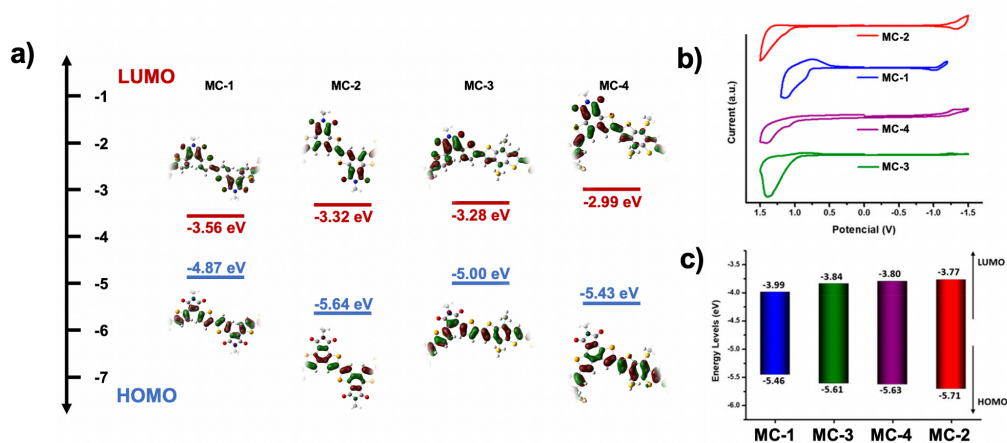 a)
LUMO
MC-1 MC-2 MC-3 MC-4
-1
-2
-3
-4
-5
-6
-7
-3.56 eV
-3.32 eV
-3.28 eV
-2.99 eV
-4.87 eV
-5.64 eV
-5.00 eV
-5.43 eV
HOMO
b)
MC-2
MC-1
MC-4
MC-3
Current (a.u.)
1.5 1.0 0.5 0.0 -0.5 -1.0 -1.5
Potencial (V)
c)
Energy Levels (eV)
-3.5
-4.0
-4.5
-5.0
-5.5
-6.0
LUMO
-3.99 -3.84 -3.80 -3.77
-5.46 -5.61 -5.63 -5.71
HOMO
MC-1 MC-3 MC-4 MC-2